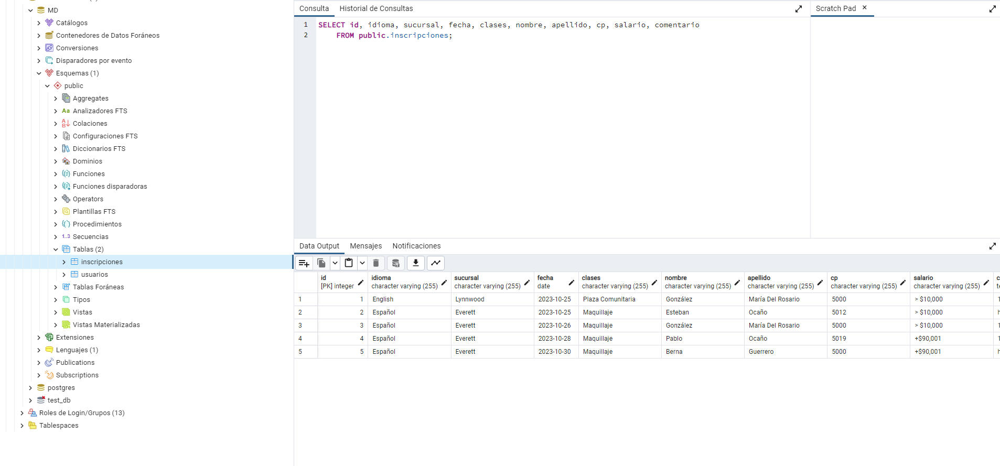 MD
Catálogos
Contenedores de Datos Foráneos
Conversiones
Disparadores por evento
Esquemas (1)
public
Aggregates
Aa Analizadores FTS
Colaciones
Configuraciones FTS
Diccionarios FTS
Dominios
Funciones
Funciones disparadoras
Operators
Plantillas FTS
Procedimientos
1..3 Secuencias
Tablas (2)
inscripciones
usuarios
Tablas Foráneas
Tipos
Vistas
Vistas Materializadas
Extensiones
Lenguajes (1)
Publications
Subscriptions
postgres
test_db
Roles de Login/Grupos (13)
Tablespaces
Consulta Historial de Consultas
Scratch Pad ×
1 SELECT id, idioma, sucursal, fecha, clases, nombre, apellido, cp, salario, comentario
2 FROM public.inscripciones;
Data Output Mensajes Notificaciones
id idioma sucursal fecha clases nombre apellido cp salario
[PK] integer character varying (255) character varying (255) date character varying (255) character varying (255) character varying (255) character varying (255) character varying (255)
1 1 English Lynnwood 2023-10-25 Plaza Comunitaria González María Del Rosario 5000 > $10,000
2 2 Español Everett 2023-10-25 Maquillaje Esteban Ocaño 5012 > $10,000
3 3 Español Everett 2023-10-26 Maquillaje González María Del Rosario 5000 > $10,000
4 4 Español Everett 2023-10-28 Maquillaje Pablo Ocaño 5019 +$90,001
5 5 Español Everett 2023-10-30 Maquillaje Berna Guerrero 5000 +$90,001